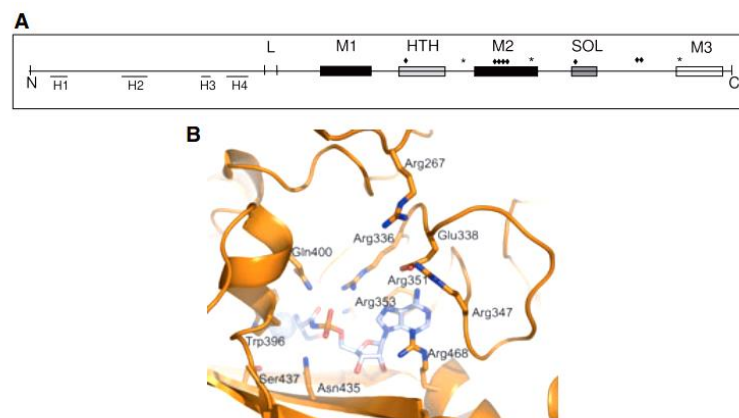 A
L M1 HTH M2 SOL M3
* * *
N C
H1 H2 H3 H4
B
Arg267
Arg336 Glu338
Gln400
Arg351
Arg353 Arg347
Trp396
Arg468
Ser437 Asn435